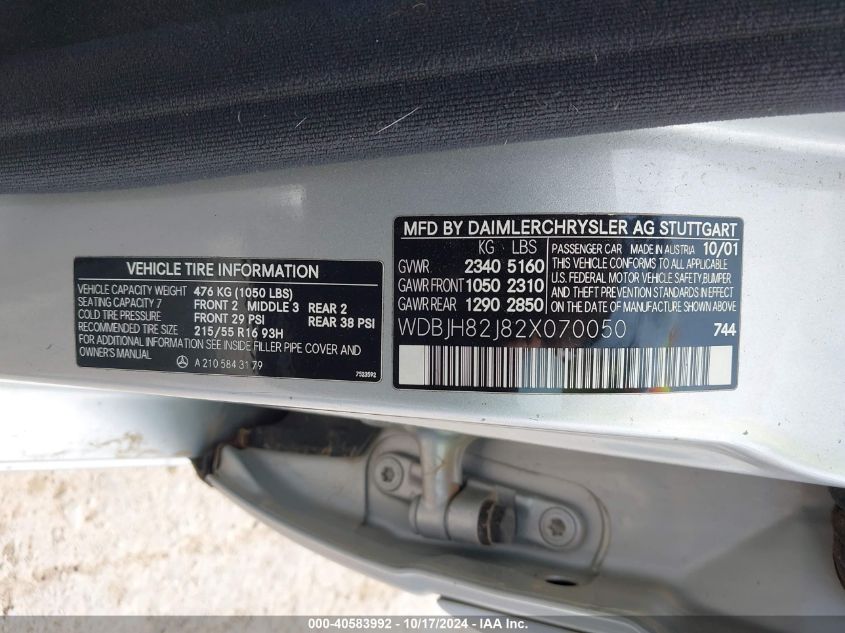 VEHICLE TIRE INFORMATION
VEHICLE CAPACITY WEIGHT 476 KG (1050 LBS)
SEATING CAPACITY 7 FRONT 2 MIDDLE 3 REAR 2
COLD TIRE PRESSURE FRONT 29 PSI REAR 38 PSI
RECOMMENDED TIRE SIZE 215/55 R16 93H
ADDITIONAL INFORMATION SEE INSIDE FILLER PIPE COVER AND
OWNER'S MANUAL
A 210 584 31 79
7523592
MFD BY DAIMLERCHRYSLER AG STUTTGART
KG LBS
GVWR 2340 5160
GAWR FRONT 1050 2310
GAWR REAR 1290 2850
PASSENGER CAR MADE IN AUSTRIA 10/01
THIS VEHICLE CONFORMS TO ALL APPLICABLE
U.S. FEDERAL MOTOR VEHICLE SAFETY, BUMPER
AND THEFT PREVENTION STANDARDS IN EFFECT
ON THE DATE OF MANUFACTURE SHOWN ABOVE
WDBJH82J82X070050 744
000-40583992 - 10/17/2024 - IAA Inc.